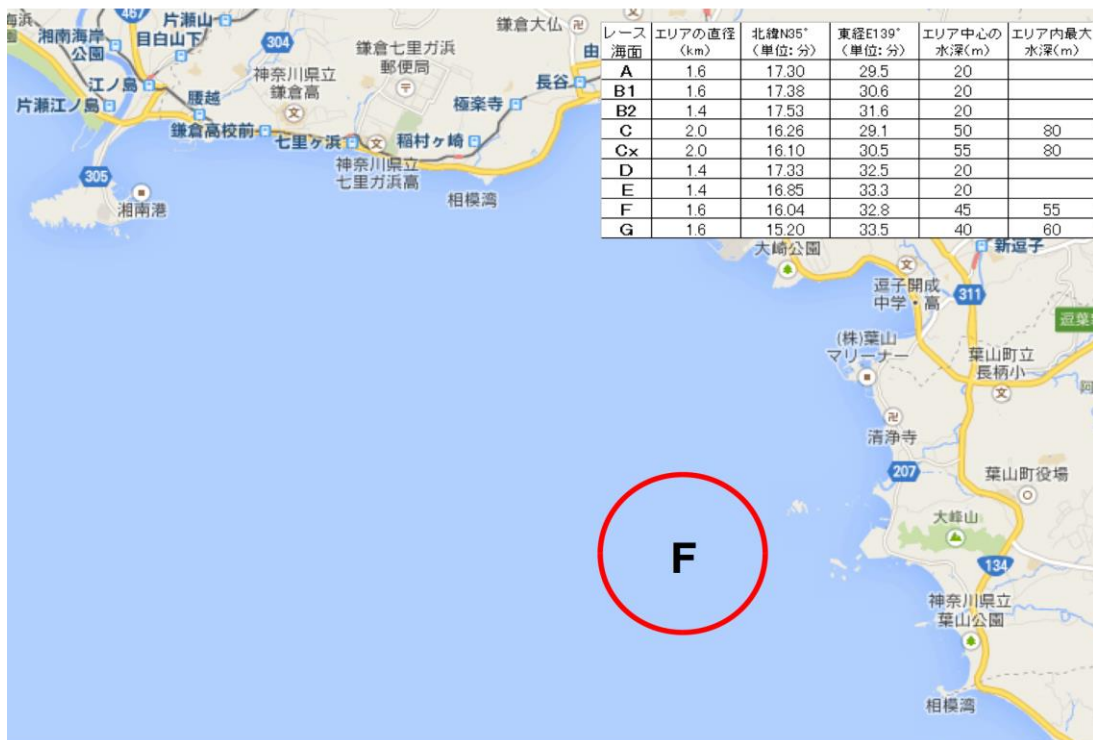 467
片瀬山
湘南海岸
公園
目白山下
304
鎌倉大仏
江ノ島
神奈川県立
鎌倉高
鎌倉七里ガ浜
郵便局
長谷
由
片瀬江ノ島
腰越
極楽寺
鎌倉高校前
七里ヶ浜
稲村ヶ崎
神奈川県立
七里ガ浜高
305
湘南港
相模湾
レース エリアの直径 北緯N35° 東経E139° エリア中心の エリア内最大
海面 (km) (単位:分) (単位:分) 水深(m) 水深(m)
A 1.6 17.30 29.5 20
B1 1.6 17.38 30.6 20
B2 1.4 17.53 31.6 20
C 2.0 16.26 29.1 50 80
Cx 2.0 16.10 30.5 55 80
D 1.4 17.33 32.5 20
E 1.4 16.85 33.3 20
F 1.6 16.04 32.8 45 55
G 1.6 15.20 33.5 40 60
大崎公園
新逗子
逗子開成
中学・高
311
逗葉
(株)葉山
マリーナー
葉山町立
長柄小
阿
清浄寺
207
葉山町役場
大峰山
F
134
神奈川県立
葉山公園
相模湾